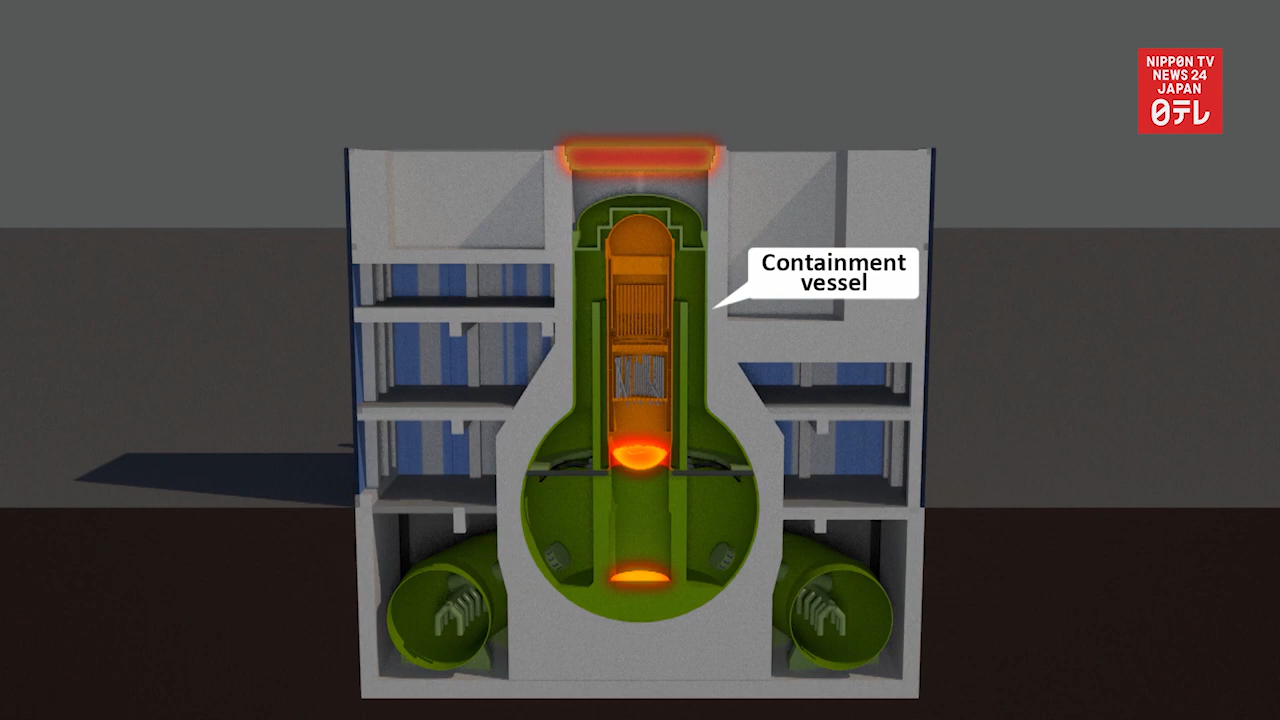 NIPPON TV
NEWS 24
JAPAN
日テレ
Containment
vessel